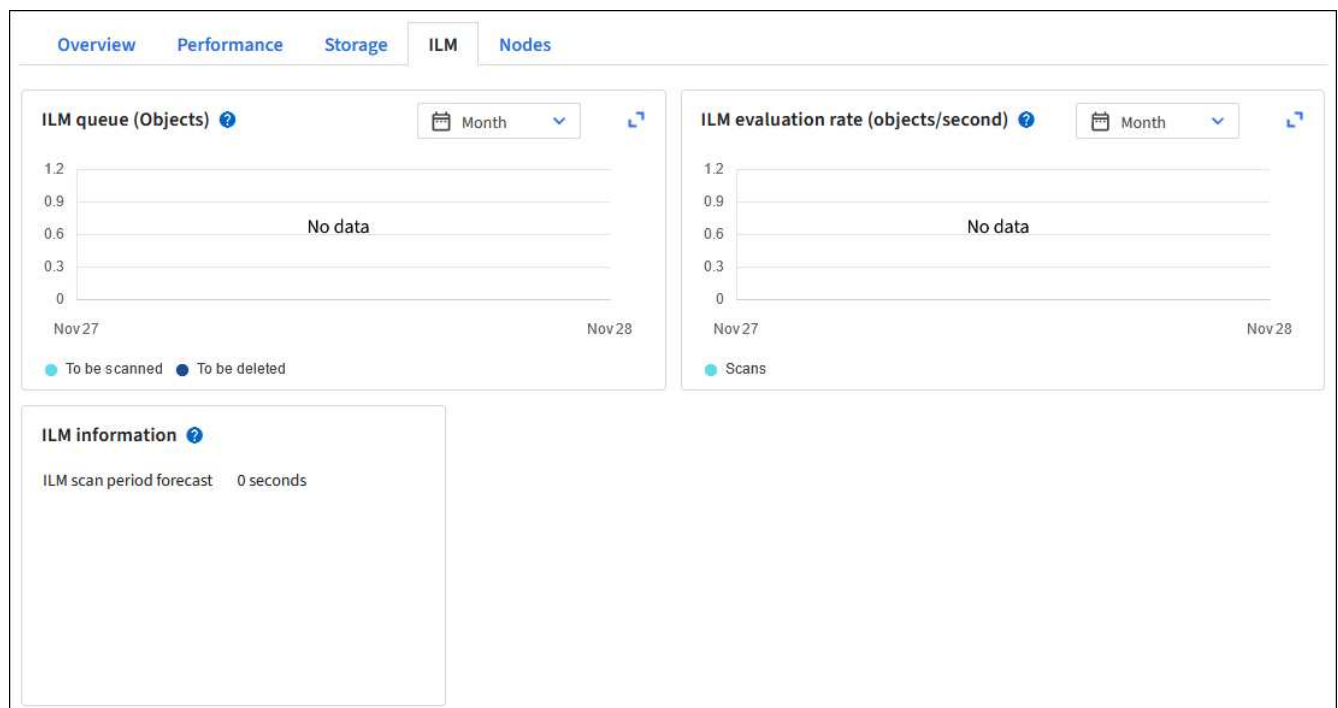 Overview Performance Storage ILM Nodes
ILM queue (Objects) ? Month
1.2
0.9
0.6
0.3
0
No data
Nov 27 Nov 28
To be scanned To be deleted
ILM evaluation rate (objects/second) ? Month
1.2
0.9
0.6
0.3
0
No data
Nov 27 Nov 28
Scans
ILM information ?
ILM scan period forecast 0 seconds